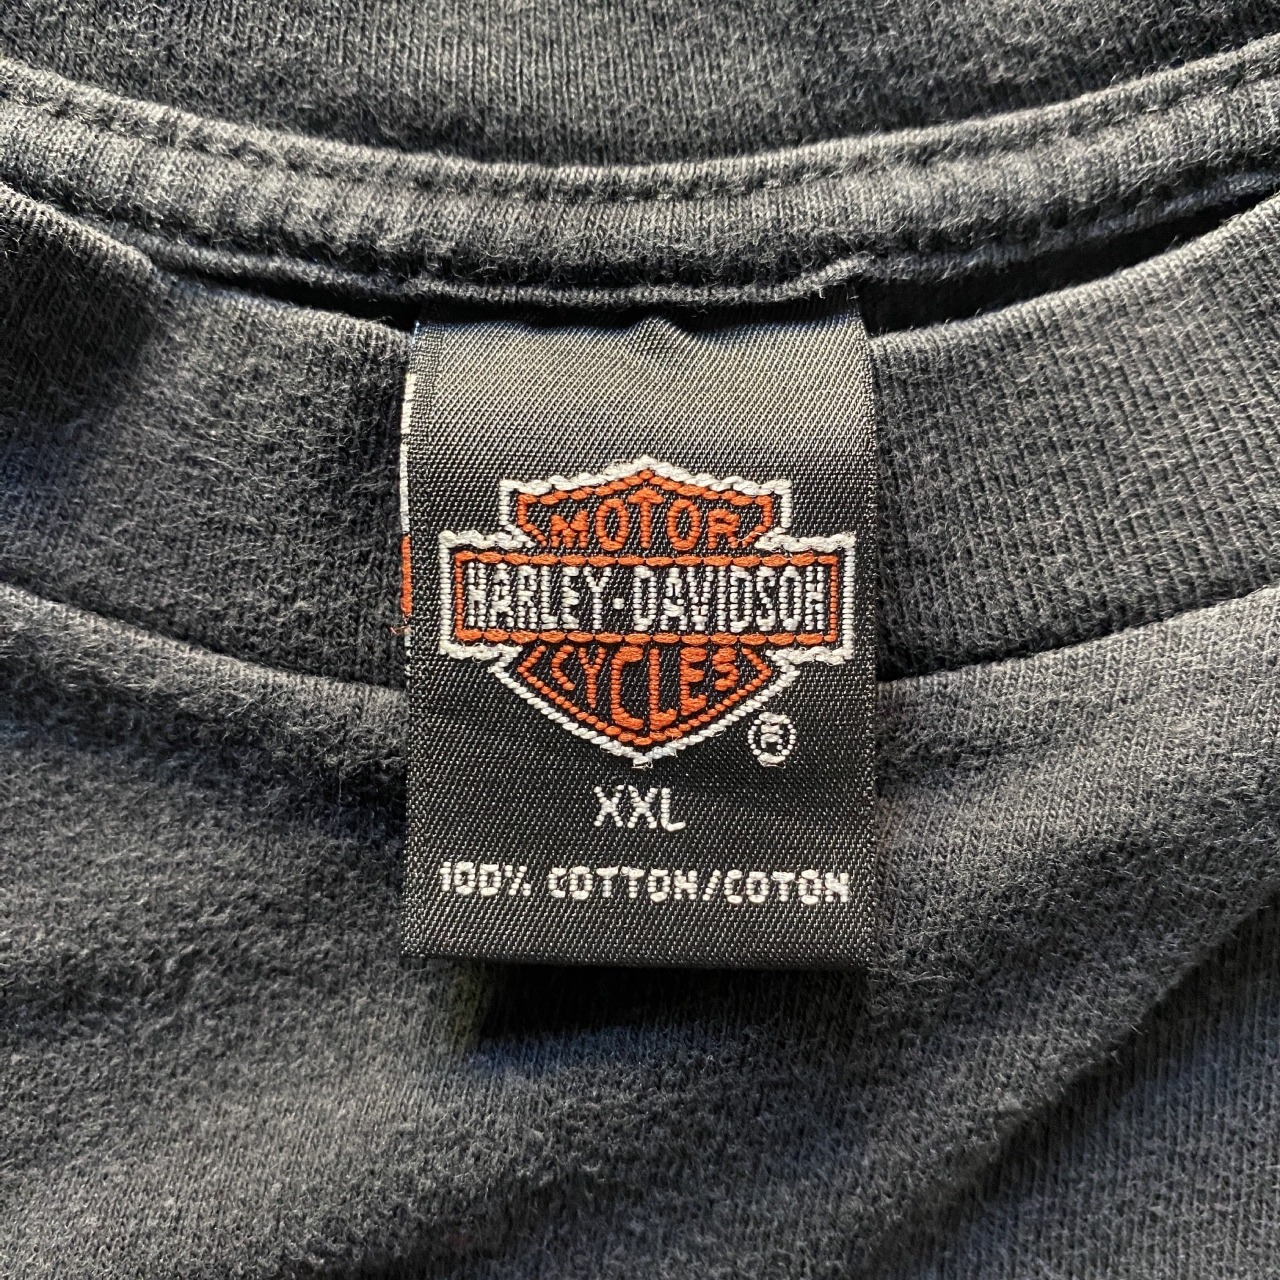 MOTOR
HARLEY-DAVIDSON
CYCLES
®
XXL
100% COTTON/COTON